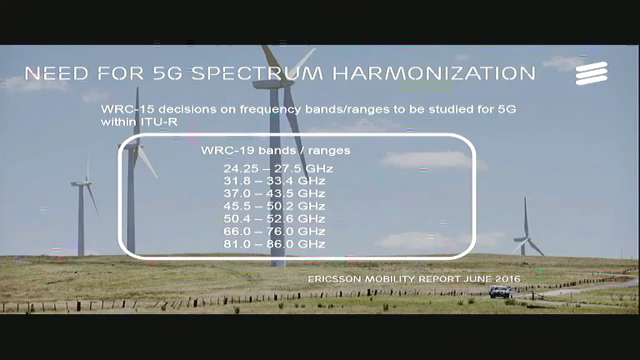 NEED FOR 5G SPECTRUM HARMONIZATION
WRC-15 decisions on frequency bands/ranges to be studied for 5G
within ITU-R
WRC-19 bands / ranges
24.25 – 27.5 GHz
31.8 – 33.4 GHz
37.0 – 43.5 GHz
45.5 – 50.2 GHz
50.4 – 52.6 GHz
66.0 – 76.0 GHz
81.0 – 86.0 GHz
ERICSSON MOBILITY REPORT JUNE 2016